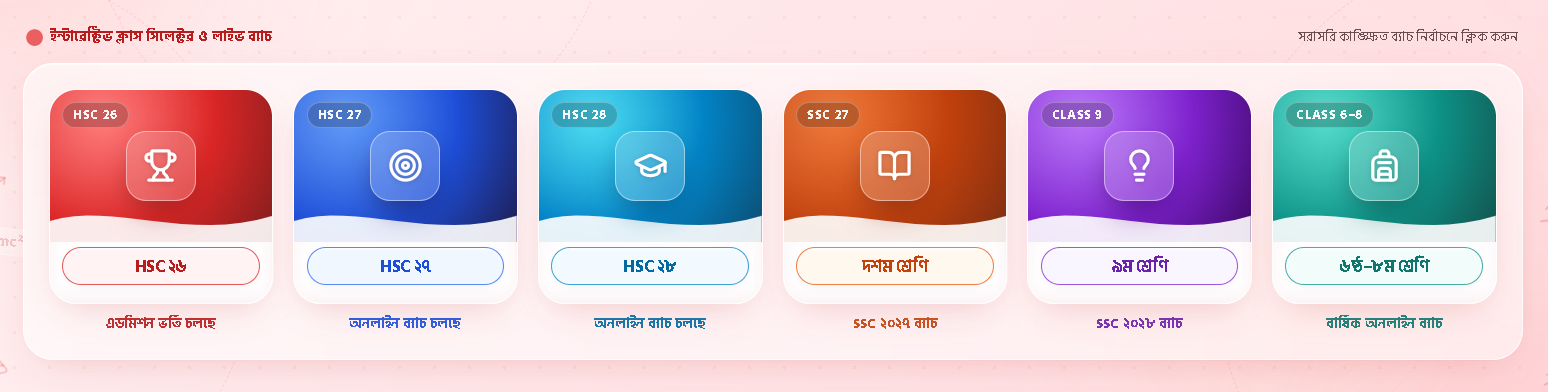 ইন্টারেক্টিভ ক্লাস সিলেক্টর ও লাইভ ব্যাচ
সরাসরি কাঙ্ক্ষিত ব্যাচ নির্বাচনে ক্লিক করুন
HSC 26
HSC 27
HSC 28
SSC 27
CLASS 9
CLASS 6–8
HSC ২৬
HSC ২৭
HSC ২৮
দশম শ্রেণি
৯ম শ্রেণি
৬ষ্ঠ–৮ম শ্রেণি
এডমিশন ভর্তি চলছে
অনলাইন ব্যাচ চলছে
অনলাইন ব্যাচ চলছে
SSC ২০২৭ ব্যাচ
SSC ২০২৮ ব্যাচ
বার্ষিক অনলাইন ব্যাচ